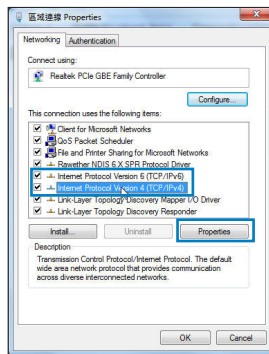 區域連線 Properties
Networking Authentication
Connect using:
Realtek PCIe GBE Family Controller
Configure...
This connection uses the following items:
Client for Microsoft Networks
QoS Packet Scheduler
File and Printer Sharing for Microsoft Networks
Rawether NDIS 6.X SPR Protocol Driver
Internet Protocol Version 6 (TCP/IPv6)
Internet Protocol Version 4 (TCP/IPv4)
Link-Layer Topology Discovery Mapper I/O Driver
Link-Layer Topology Discovery Responder
Install... Uninstall Properties
Description
Transmission Control Protocol/Internet Protocol. The default
wide area network protocol that provides communication
across diverse interconnected networks.
OK Cancel